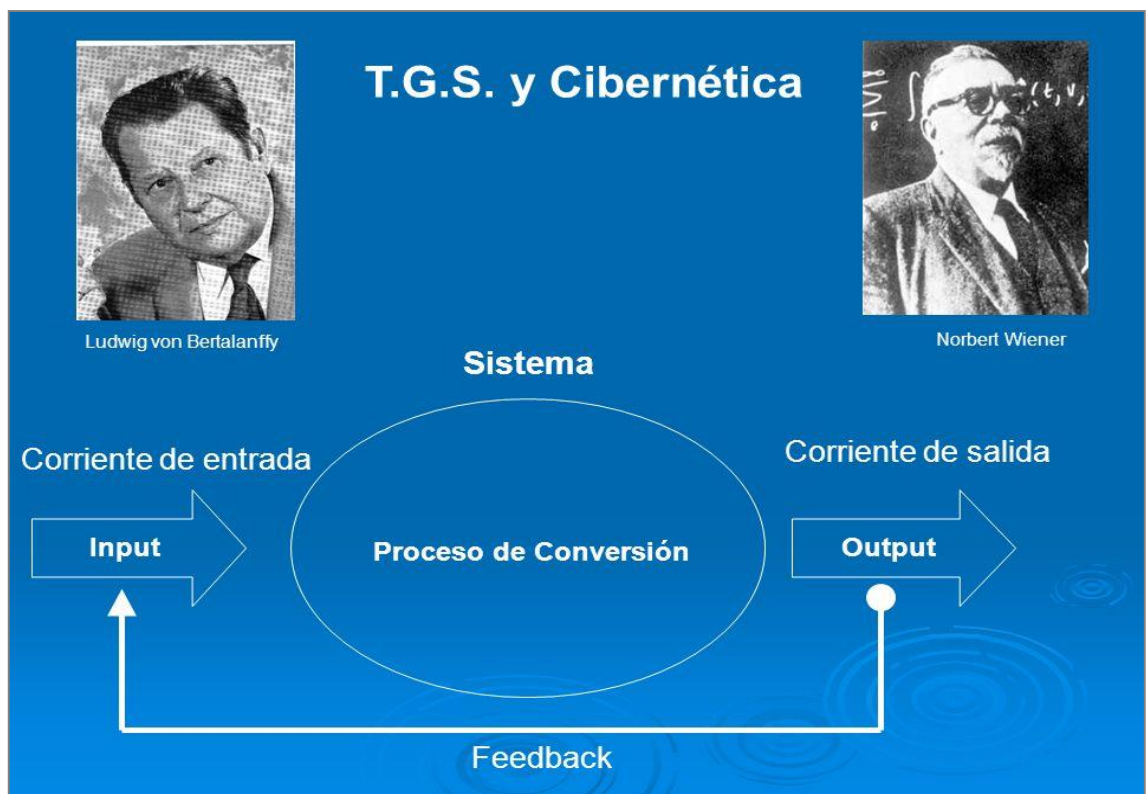 T.G.S. y Cibernética
Ludwig von Bertalanffy
Norbert Wiener
Sistema
Corriente de entrada
Corriente de salida
Input
Proceso de Conversión
Output
Feedback